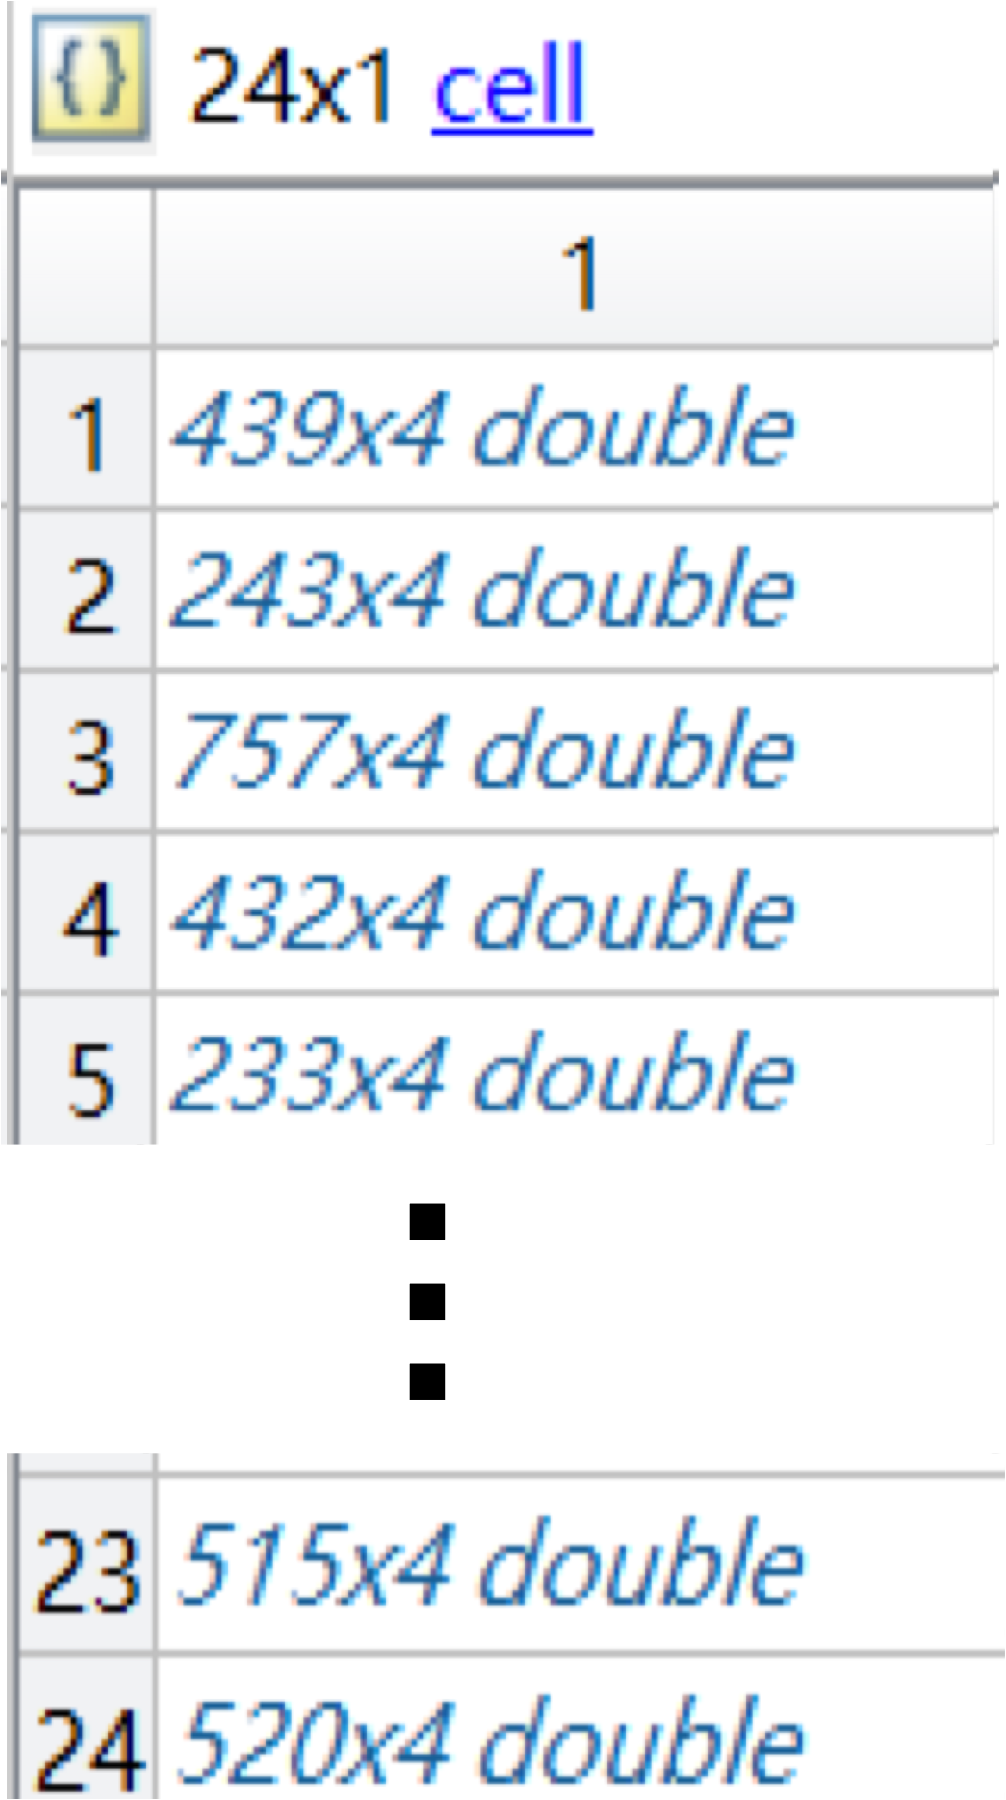 {} 24x1 cell
1
1 439x4 double
2 243x4 double
3 757x4 double
4 432x4 double
5 233x4 double
23 515x4 double
24 520x4 double